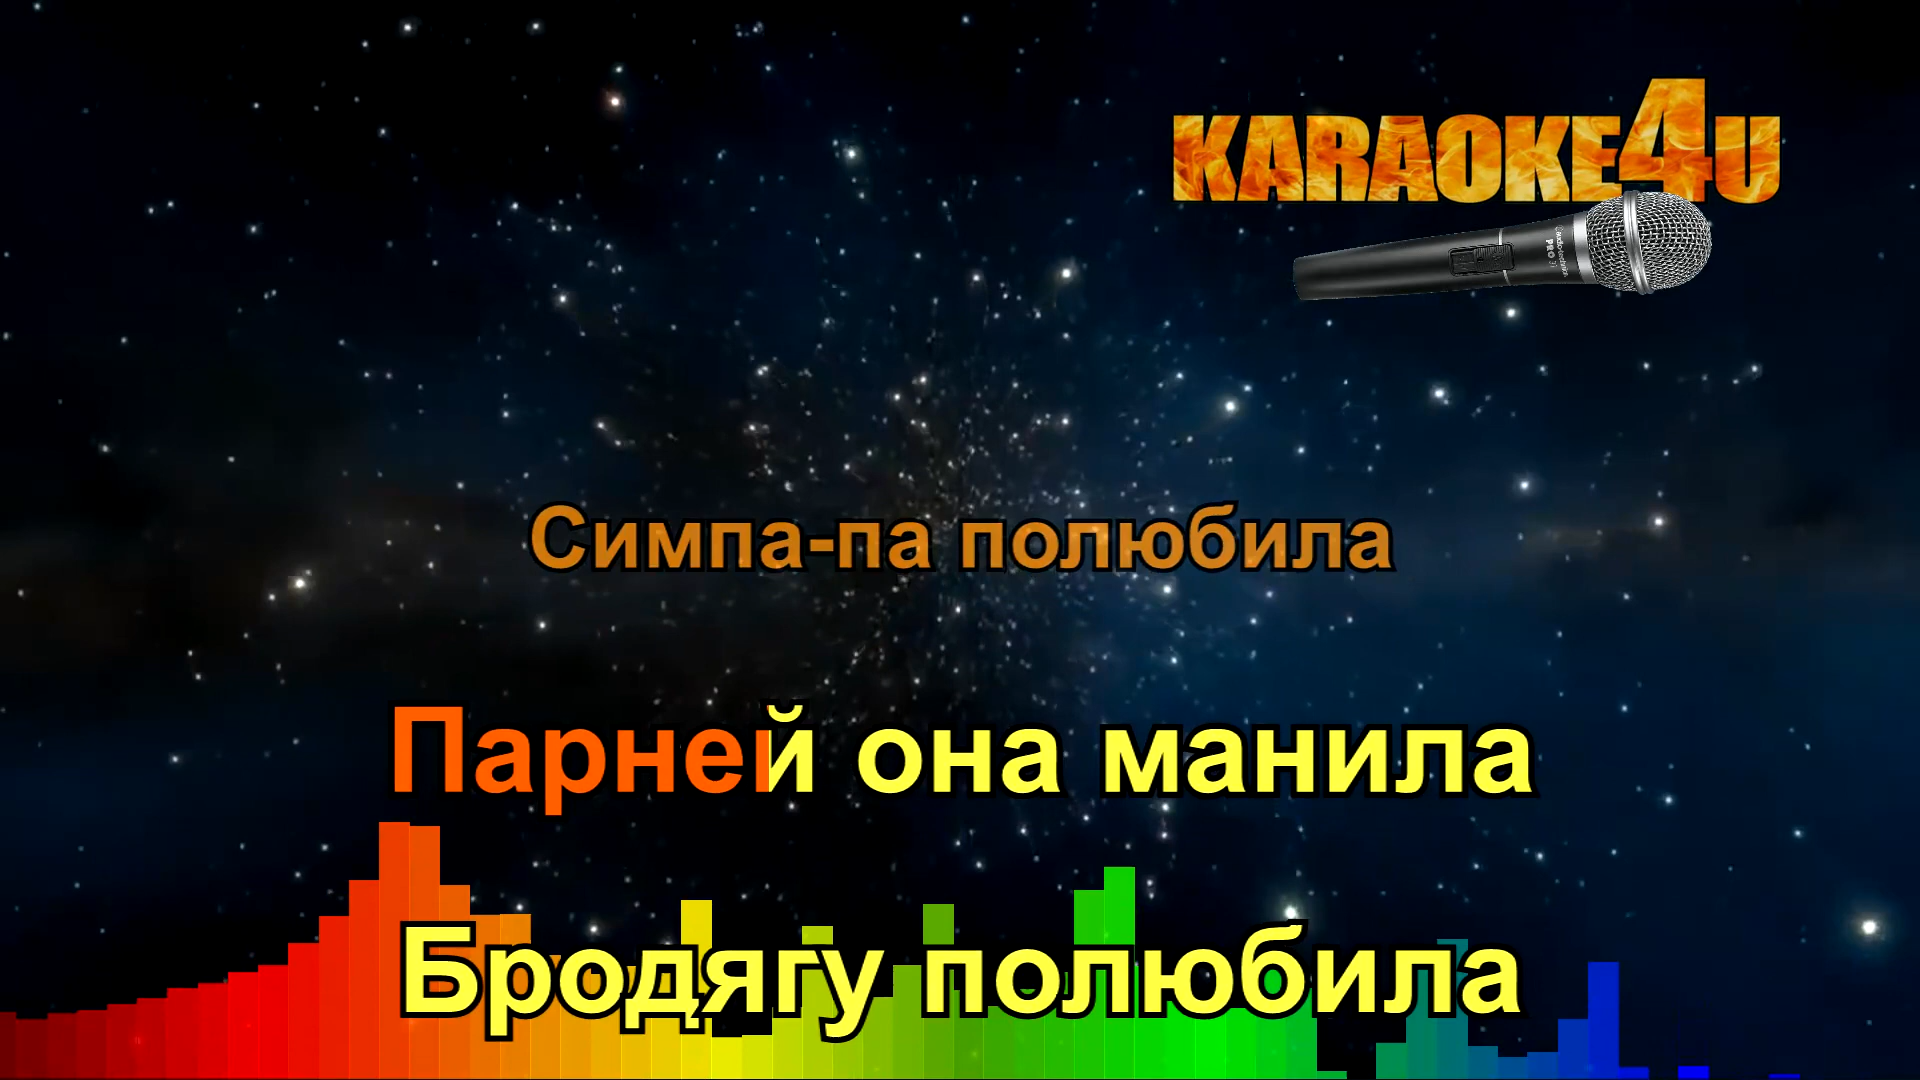 KARAOKE4U
Симпа-па полюбила
Парней она манила
Бродягу полюбила